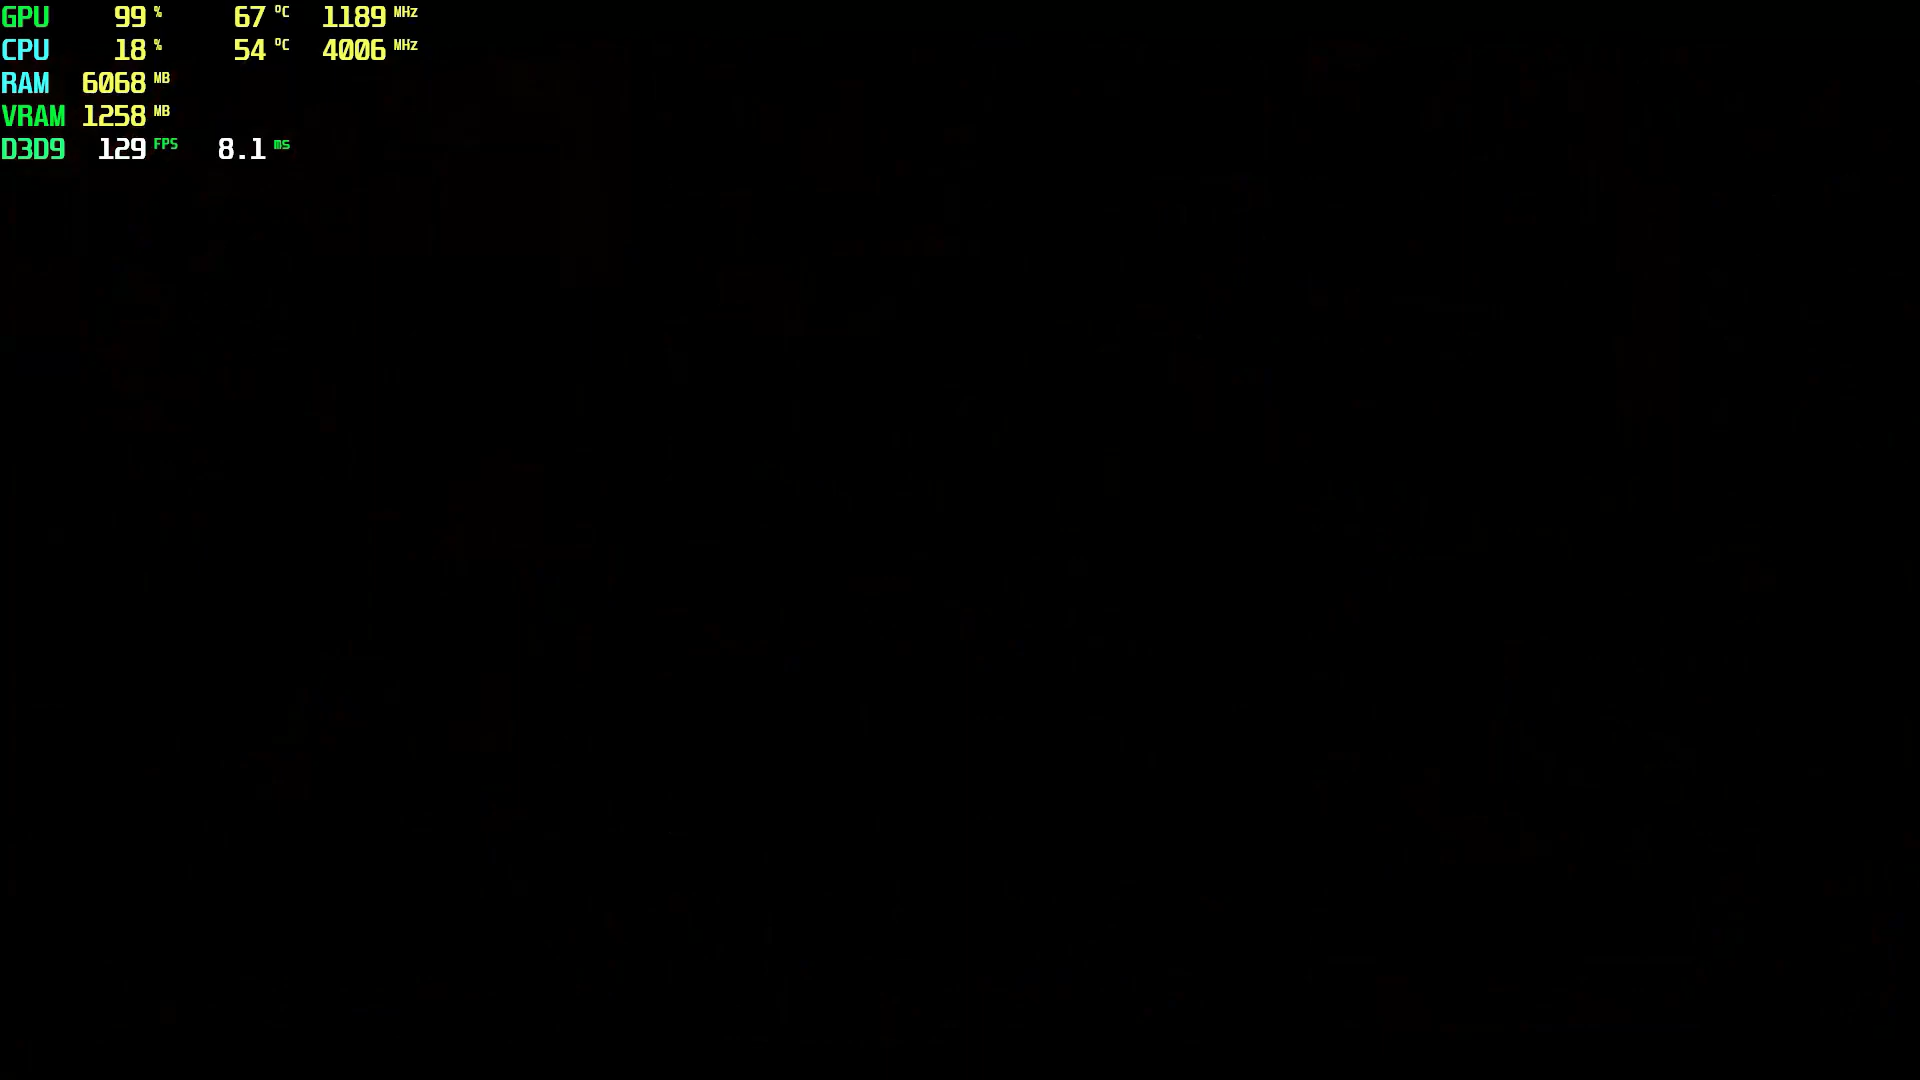 GPU 99 % 67 °C 1189 MHz
CPU 18 % 54 °C 4006 MHz
RAM 6068 MB
VRAM 1258 MB
D3D9 129 FPS 8.1 ms